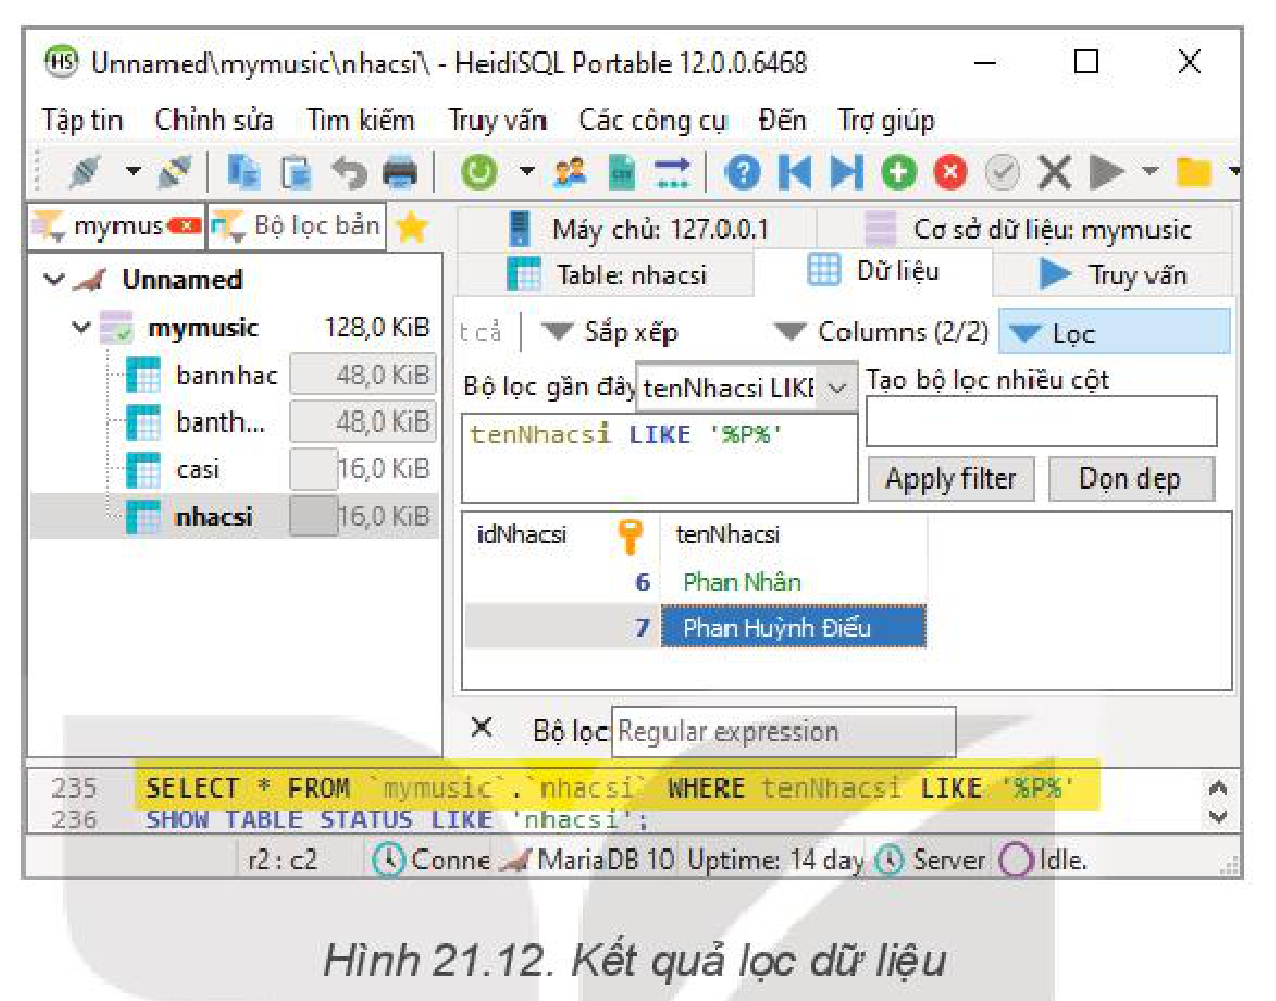 Unnamed\mymusic\nhacsi\ - HeidiSQL Portable 12.0.0.6468
Tập tin Chỉnh sửa Tìm kiếm Truy vấn Các công cụ Đến Trợ giúp
mymus Bộ lọc bản
Máy chủ: 127.0.0.1 Cơ sở dữ liệu: mymusic
Unnamed
Table: nhacsi Dữ liệu Truy vấn
mymusic 128,0 KiB
t cả Sắp xếp Columns (2/2) Lọc
bannhac 48,0 KiB
Bộ lọc gần đây tenNhacsi LIKE Tạo bộ lọc nhiều cột
banth... 48,0 KiB
tenNhacsi LIKE '%P%'
casi 16,0 KiB
Apply filter Dọn dẹp
nhacsi 16,0 KiB
idNhacsi tenNhacsi
6 Phan Nhân
7 Phan Huỳnh Điểu
Bộ lọc Regular expression
235 SELECT * FROM `mymusic`.`nhacsi` WHERE tenNhacsi LIKE '%P%'
236 SHOW TABLE STATUS LIKE 'nhacsi';
r2 : c2 Conne MariaDB 10 Uptime: 14 day Server Idle.
Hình 21.12. Kết quả lọc dữ liệu